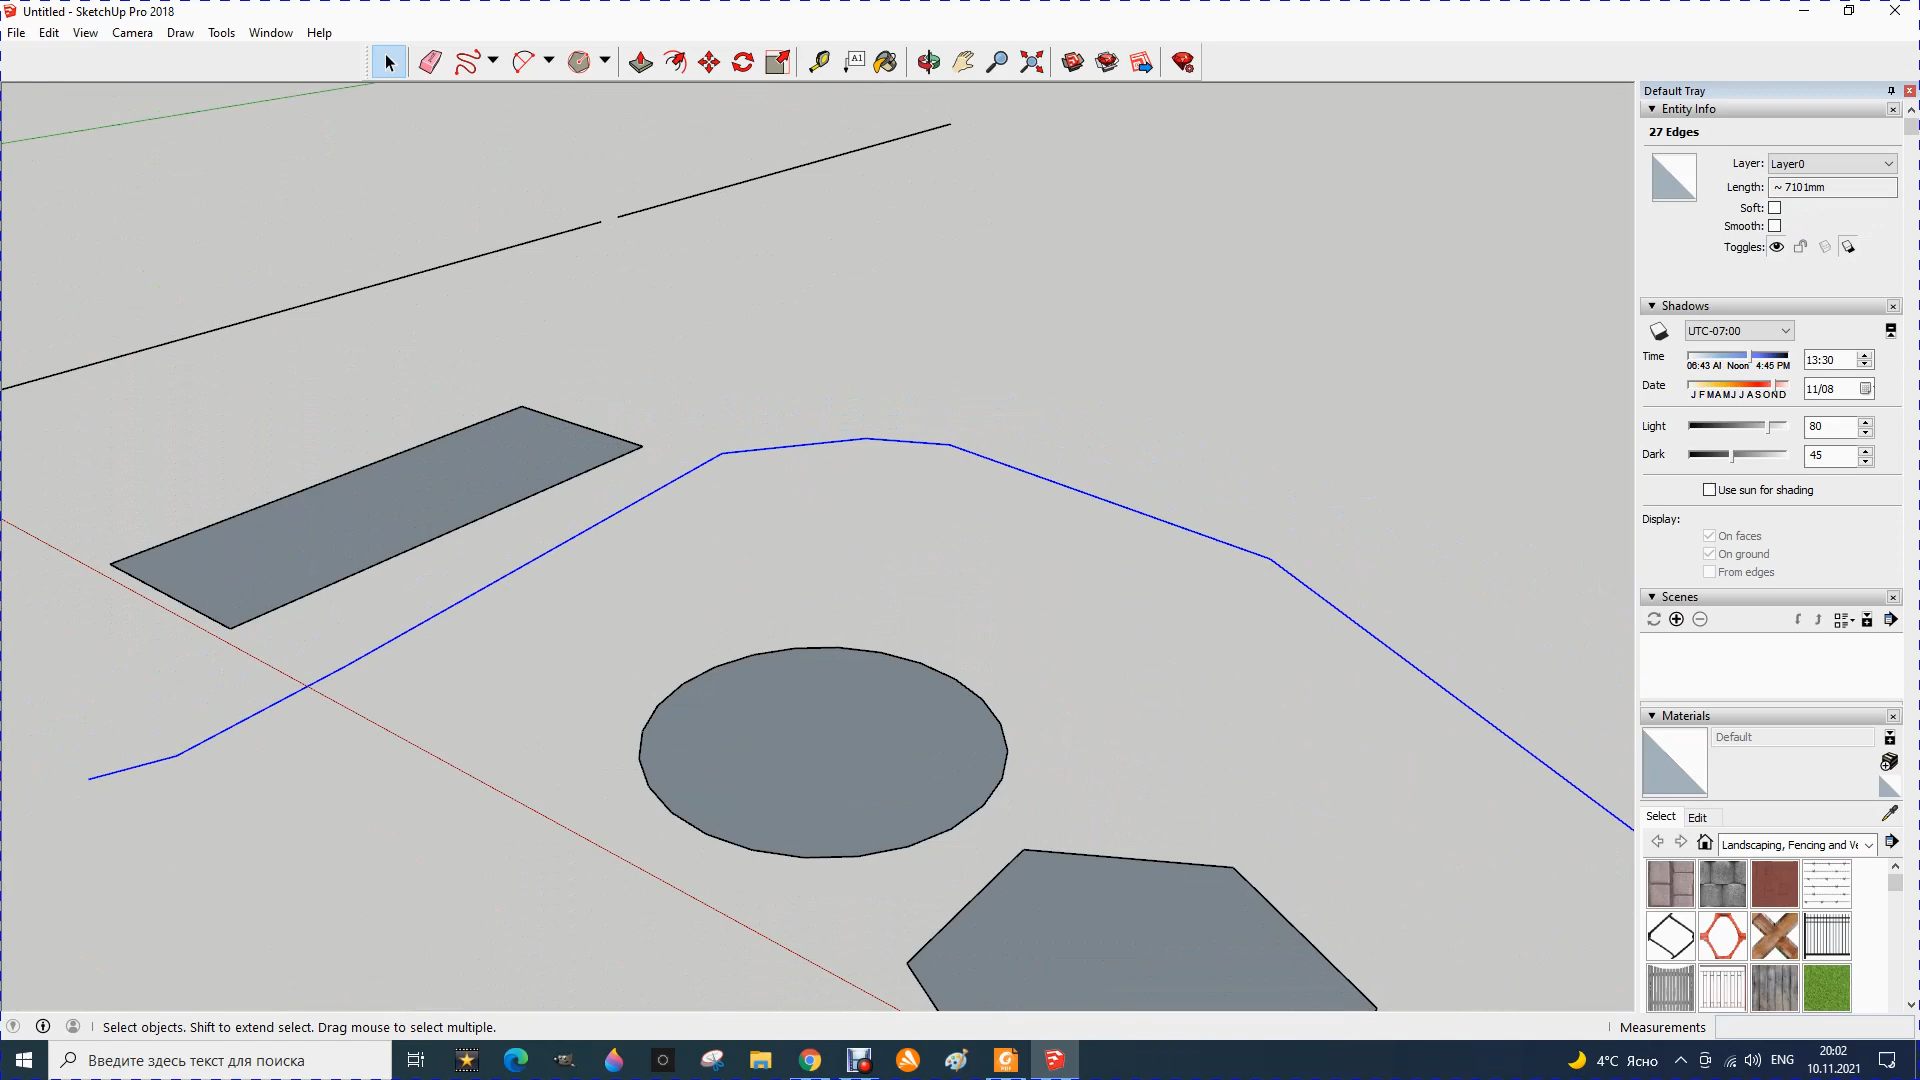 Untitled - SketchUp Pro 2018
File Edit View Camera Draw Tools Window Help
A1
Default Tray
Entity Info
27 Edges
Layer: Layer0
Length: ~ 7101mm
Soft:
Smooth:
Toggles:
Shadows
UTC-07:00
Time 13:30
06:43 AI Noon 4:45 PM
Date 11/08
J F M A M J J A S O N D
Light 80
Dark 45
Use sun for shading
Display:
On faces
On ground
From edges
Scenes
Materials
Default
Select Edit
Landscaping, Fencing and Ve
Select objects. Shift to extend select. Drag mouse to select multiple.
Measurements
Введите здесь текст для поиска
4°C Ясно
ENG
20:02
10.11.2021